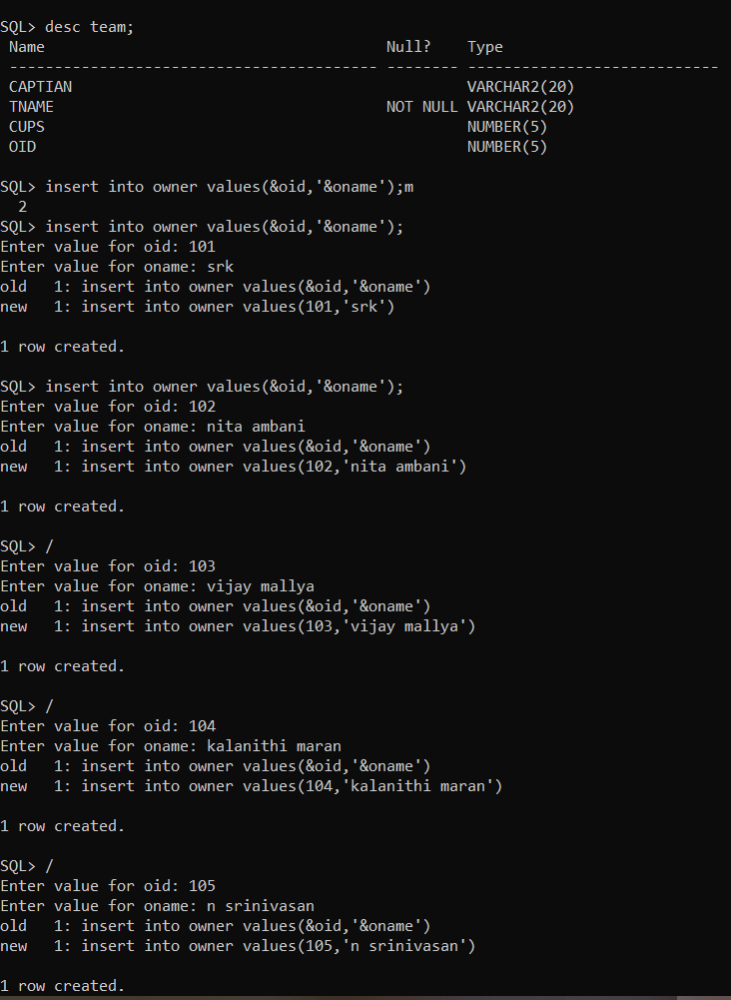 SQL> desc team;
 Name                                      Null?    Type
 ----------------------------------------- -------- ----------------------------
 CAPTIAN                                            VARCHAR2(20)
 TNAME                                     NOT NULL VARCHAR2(20)
 CUPS                                               NUMBER(5)
 OID                                                NUMBER(5)

SQL> insert into owner values(&oid,'&oname');m
  2
SQL> insert into owner values(&oid,'&oname');
Enter value for oid: 101
Enter value for oname: srk
old   1: insert into owner values(&oid,'&oname')
new   1: insert into owner values(101,'srk')

1 row created.

SQL> insert into owner values(&oid,'&oname');
Enter value for oid: 102
Enter value for oname: nita ambani
old   1: insert into owner values(&oid,'&oname')
new   1: insert into owner values(102,'nita ambani')

1 row created.

SQL> /
Enter value for oid: 103
Enter value for oname: vijay mallya
old   1: insert into owner values(&oid,'&oname')
new   1: insert into owner values(103,'vijay mallya')

1 row created.

SQL> /
Enter value for oid: 104
Enter value for oname: kalanithi maran
old   1: insert into owner values(&oid,'&oname')
new   1: insert into owner values(104,'kalanithi maran')

1 row created.

SQL> /
Enter value for oid: 105
Enter value for oname: n srinivasan
old   1: insert into owner values(&oid,'&oname')
new   1: insert into owner values(105,'n srinivasan')

1 row created.